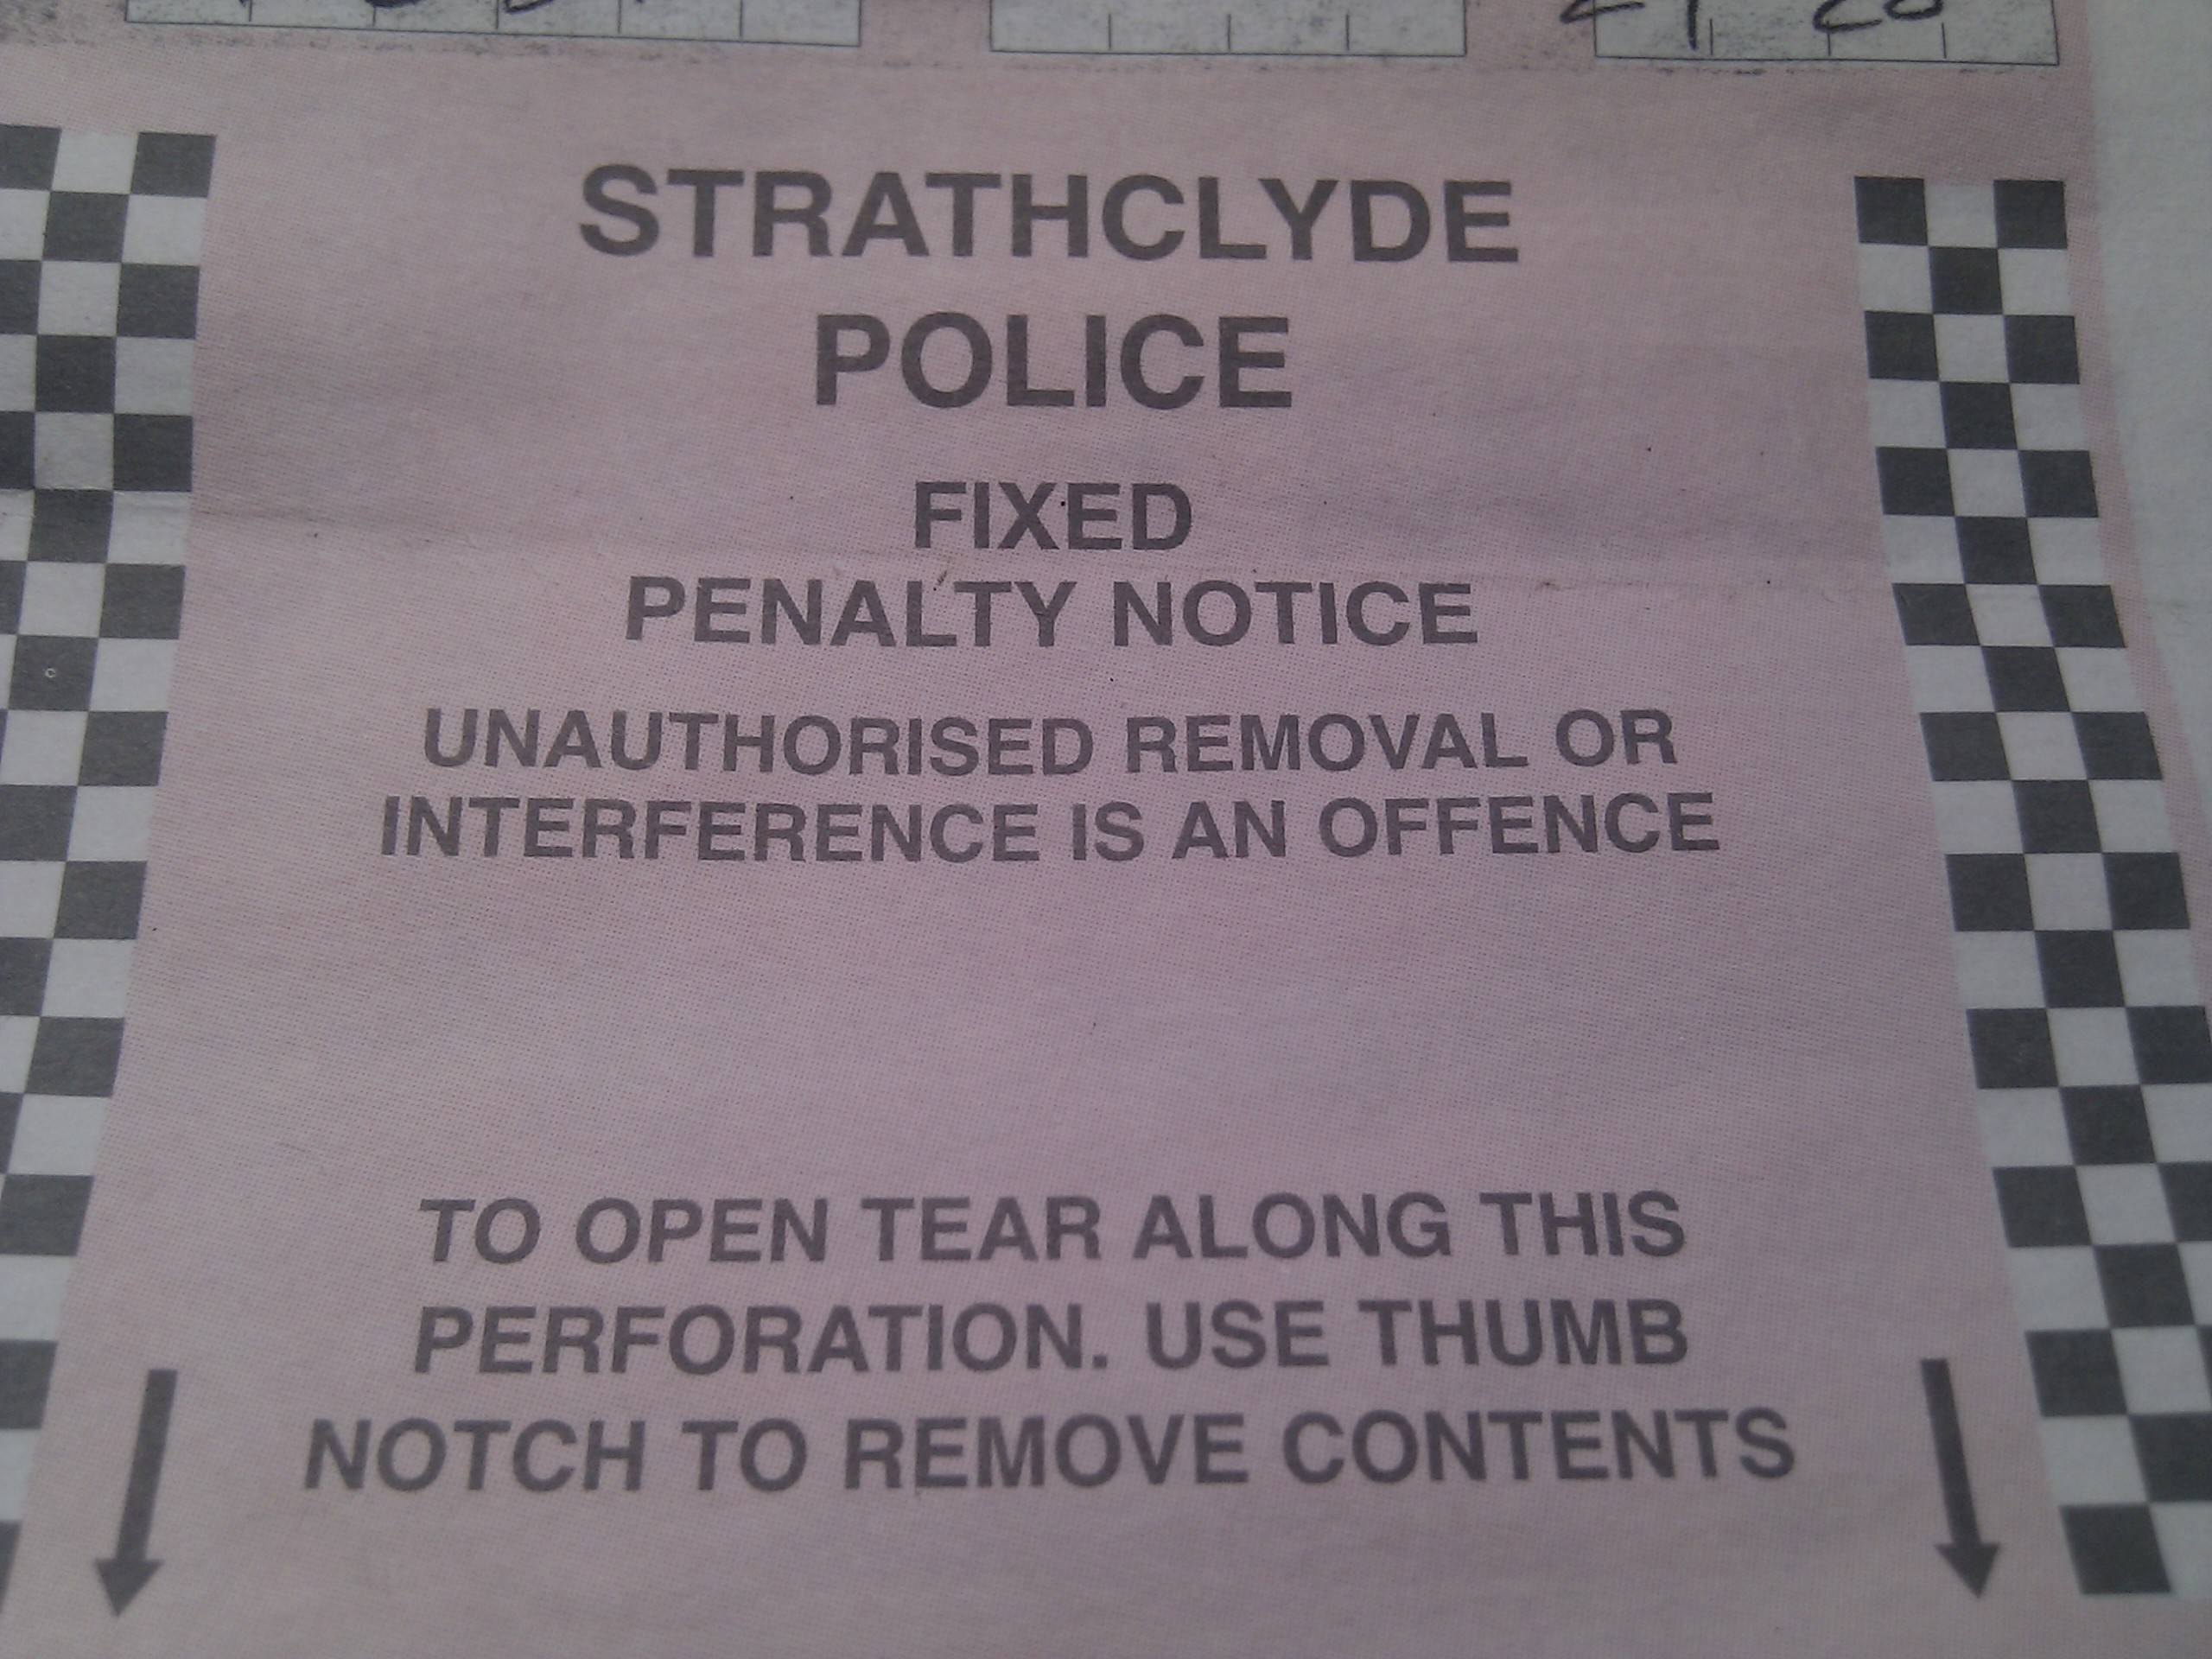 STRATHCLYDE
POLICE
FIXED
PENALTY NOTICE
UNAUTHORISED REMOVAL OR
INTERFERENCE IS AN OFFENCE
TO OPEN TEAR ALONG THIS
PERFORATION. USE THUMB
NOTCH TO REMOVE CONTENTS